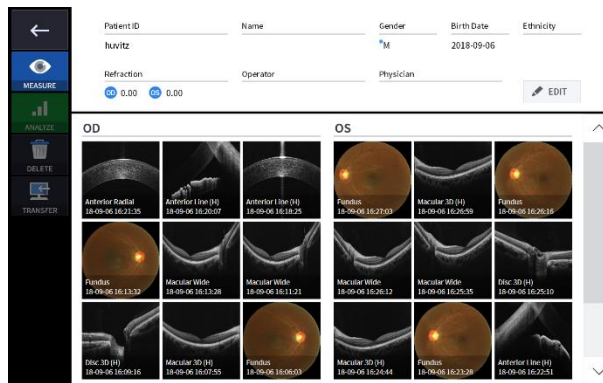 Patient ID
Name
Gender
Birth Date
Ethnicity
huvitz
M
2018-09-06
Refraction
Operator
Physician
OD 0.00
OS 0.00
EDIT
MEASURE
ANALYZE
DELETE
TRANSFER
OD
Anterior Radial
18-09-06 16:21:35
Anterior Line (H)
18-09-06 16:20:07
Anterior Line (H)
18-09-06 16:18:25
Fundus
18-09-06 16:13:32
Macular Wide
18-09-06 16:13:28
Macular Wide
18-09-06 16:11:21
Disc 3D (H)
18-09-06 16:09:16
Macular 3D (H)
18-09-06 16:07:55
Fundus
18-09-06 16:06:03
OS
Fundus
18-09-06 16:27:03
Macular 3D (H)
18-09-06 16:26:59
Fundus
18-09-06 16:26:16
Macular Wide
18-09-06 16:26:12
Macular Wide
18-09-06 16:25:35
Disc 3D (H)
18-09-06 16:25:10
Macular 3D (H)
18-09-06 16:24:44
Fundus
18-09-06 16:23:28
Anterior Line (H)
18-09-06 16:22:51